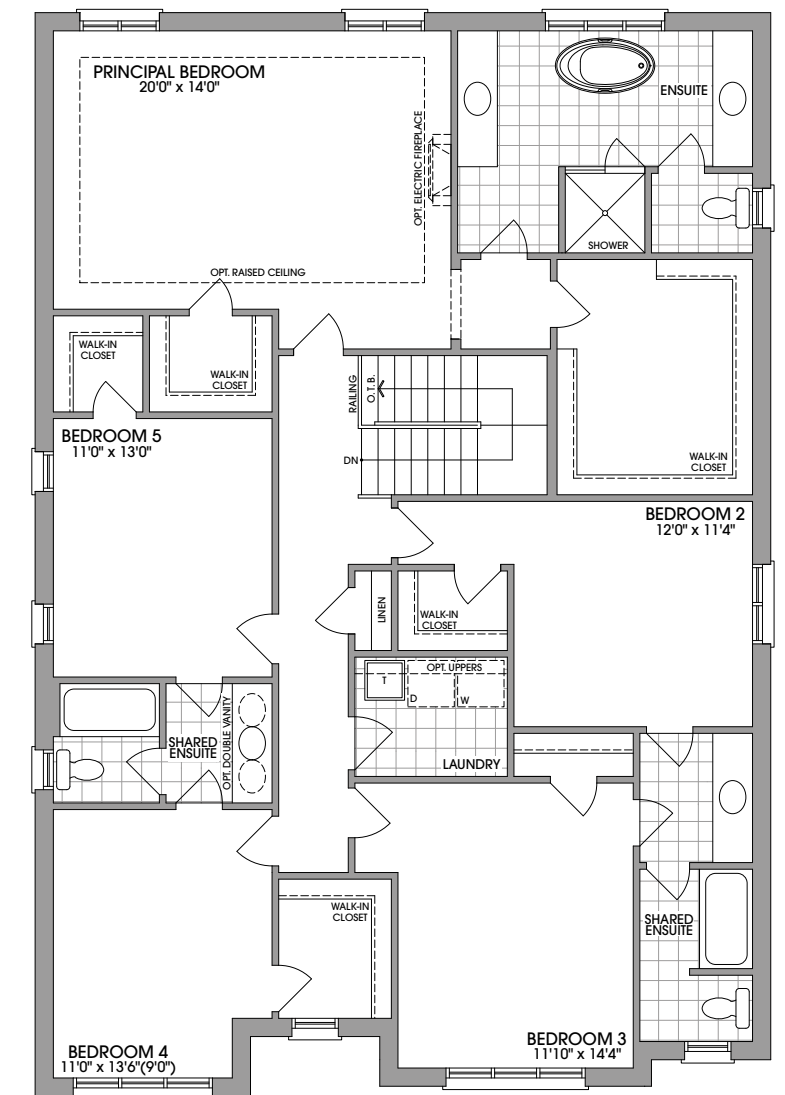 PRINCIPAL BEDROOM
20'0" x 14'0"
ENSUITE
OPT. ELECTRIC FIREPLACE
SHOWER
OPT. RAISED CEILING
WALK-IN
CLOSET
WALK-IN
CLOSET
RAILING
O.T.B.
DN
WALK-IN
CLOSET
BEDROOM 5
11'0" x 13'0"
BEDROOM 2
12'0" x 11'4"
LINEN
WALK-IN
CLOSET
OPT. UPPERS
T
D
W
LAUNDRY
SHARED
ENSUITE
OPT. DOUBLE VANITY
WALK-IN
CLOSET
SHARED
ENSUITE
BEDROOM 4
11'0" x 13'6"(9'0")
BEDROOM 3
11'10" x 14'4"